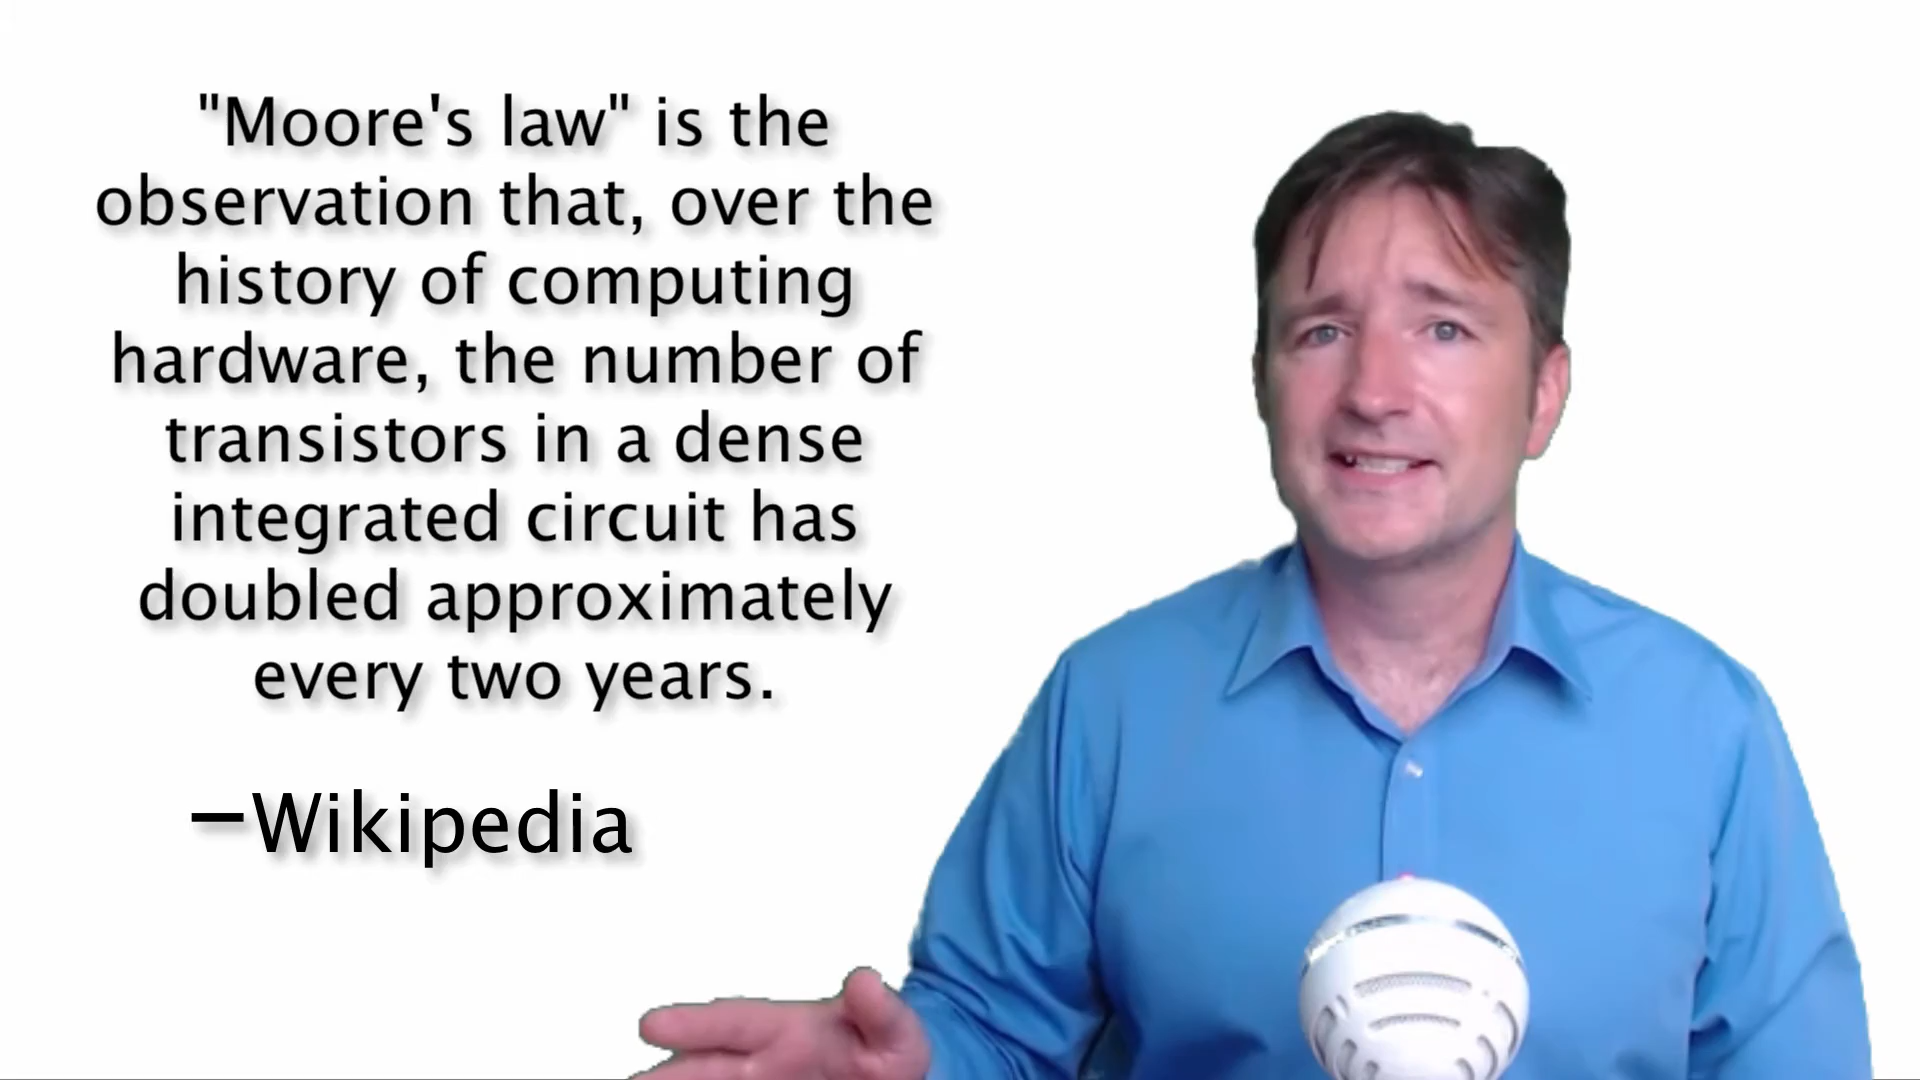 "Moore's law" is the
observation that, over the
history of computing
hardware, the number of
transistors in a dense
integrated circuit has
doubled approximately
every two years.
–Wikipedia